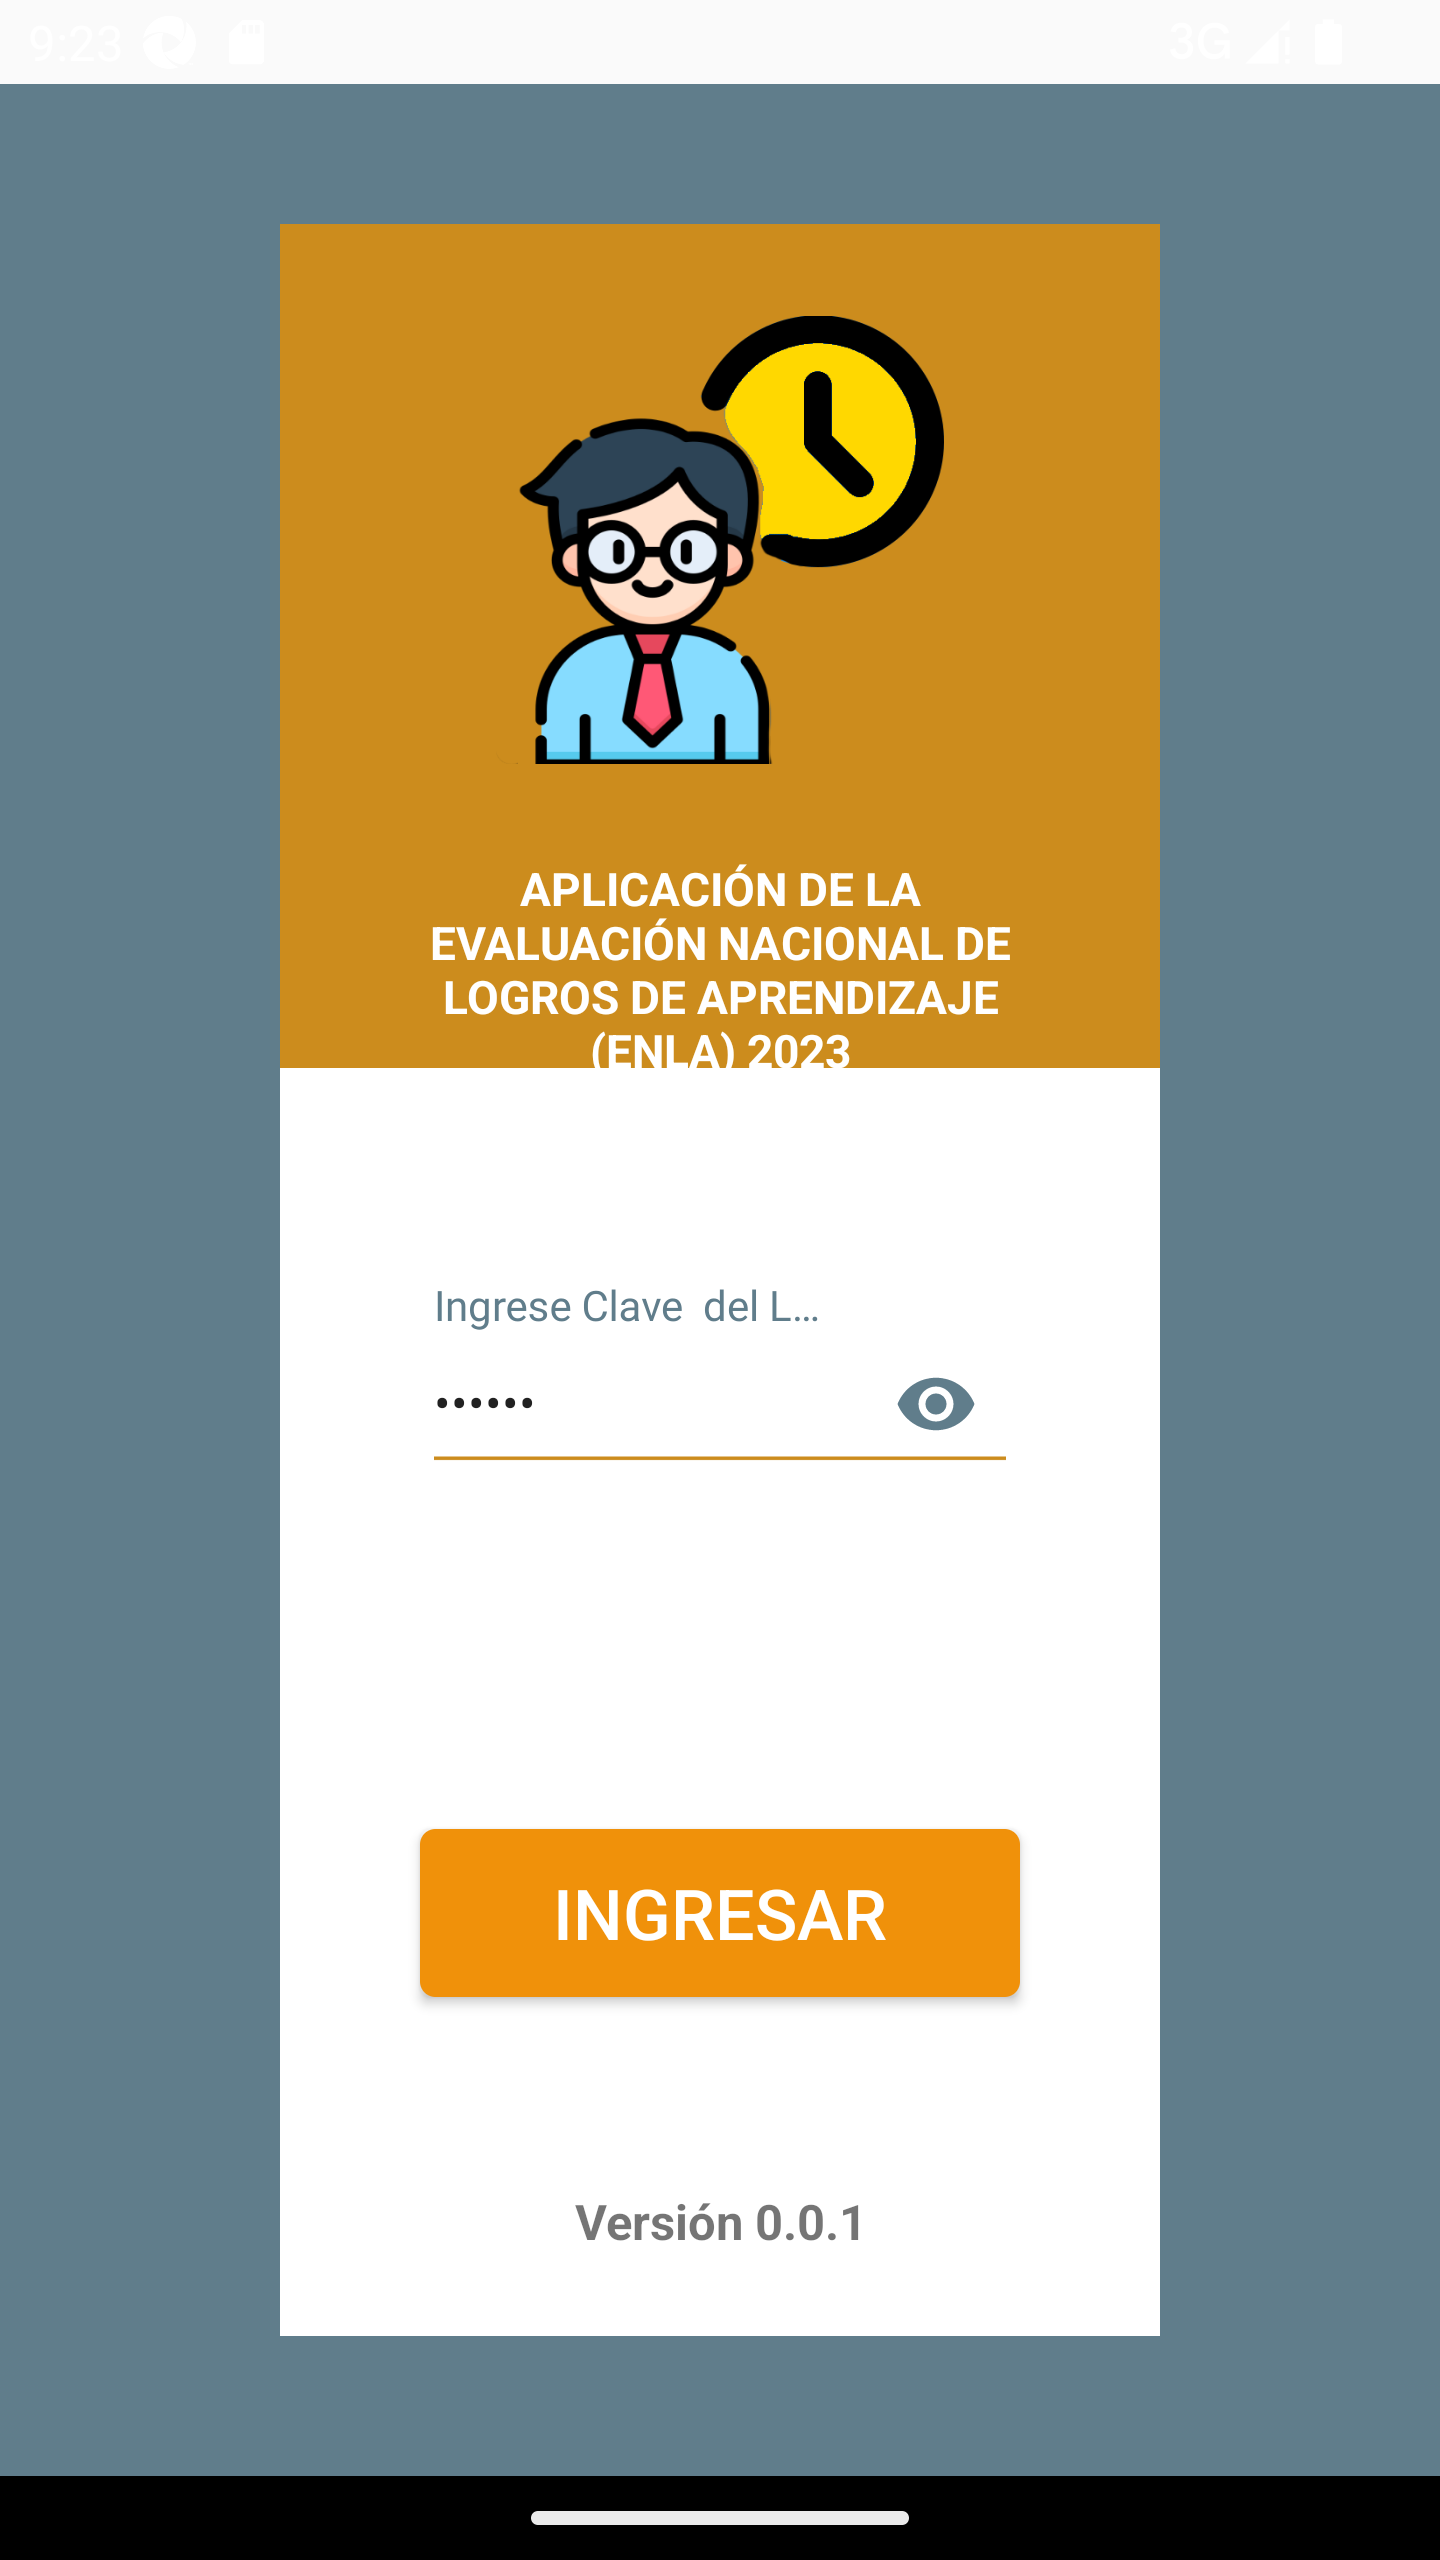 9:23
3G
APLICACIÓN DE LA
EVALUACIÓN NACIONAL DE
LOGROS DE APRENDIZAJE
(ENLA) 2023
Ingrese Clave  del L...
••••••
INGRESAR
Versión 0.0.1